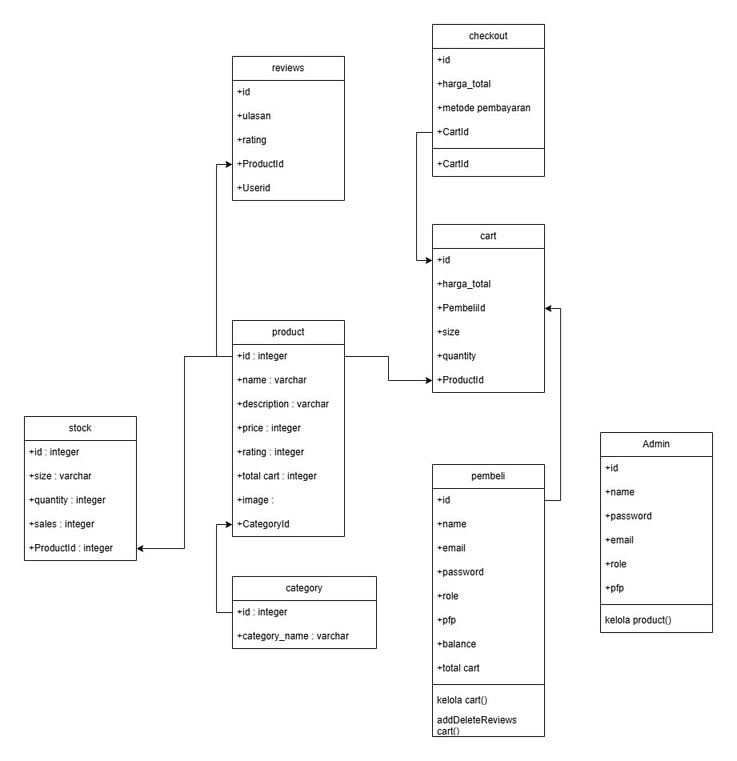 checkout
+id
+harga_total
+metode pembayaran
+CartId
+CartId
reviews
+id
+ulasan
+rating
+ProductId
+Userid
cart
+id
+harga_total
+PembeliId
+size
+quantity
+ProductId
product
+id : integer
+name : varchar
+description : varchar
+price : integer
+rating : integer
+total cart : integer
+image :
+CategoryId
stock
+id : integer
+size : varchar
+quantity : integer
+sales : integer
+ProductId : integer
category
+id : integer
+category_name : varchar
pembeli
+id
+name
+email
+password
+role
+pfp
+balance
+total cart
kelola cart()
addDeleteReviews
cart()
Admin
+id
+name
+password
+email
+role
+pfp
kelola product()